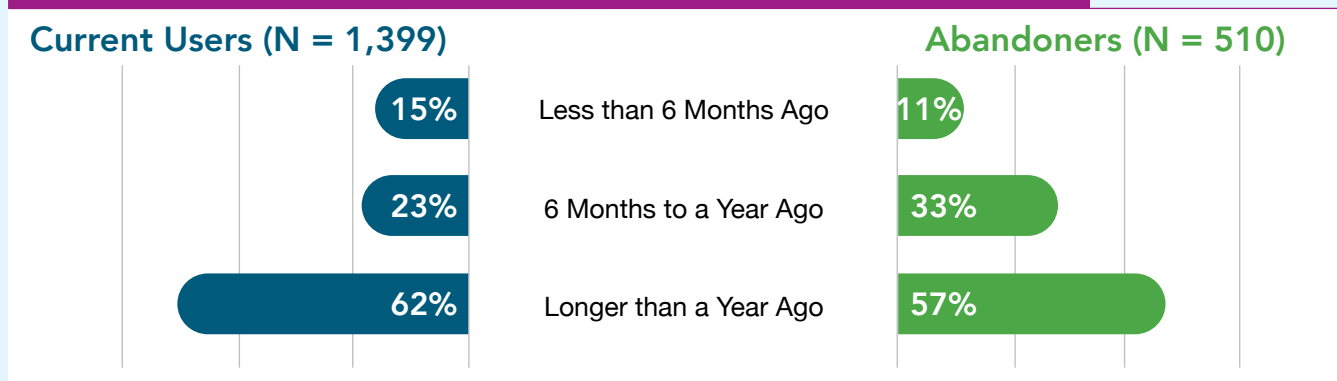 Current Users (N = 1,399)
Abandoners (N = 510)
15% Less than 6 Months Ago 11%
23% 6 Months to a Year Ago 33%
62% Longer than a Year Ago 57%